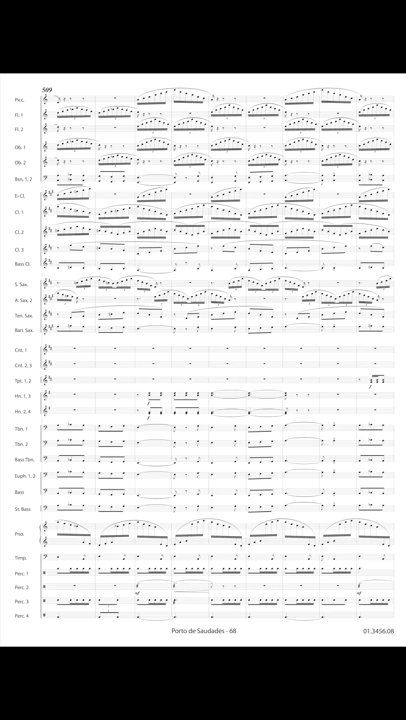 509
Picc.
Fl. 1
Fl. 2
Ob. 1
Ob. 2
Bsn. 1, 2
E♭ Cl.
Cl. 1
Cl. 2
Cl. 3
Bass Cl.
S. Sax.
A. Sax. 2
Ten. Sax.
Bari. Sax.
Cnt. 1
Cnt. 2, 3
Tpt. 1, 2
Hn. 1, 3
Hn. 2, 4
Tbn. 1
Tbn. 2
Bass Tbn.
Euph. 1, 2
Bass
St. Bass
Pno.
Timp.
Perc. 1
Perc. 2
Perc. 3
Perc. 4
Porto de Saudades - 68
01.3456.08